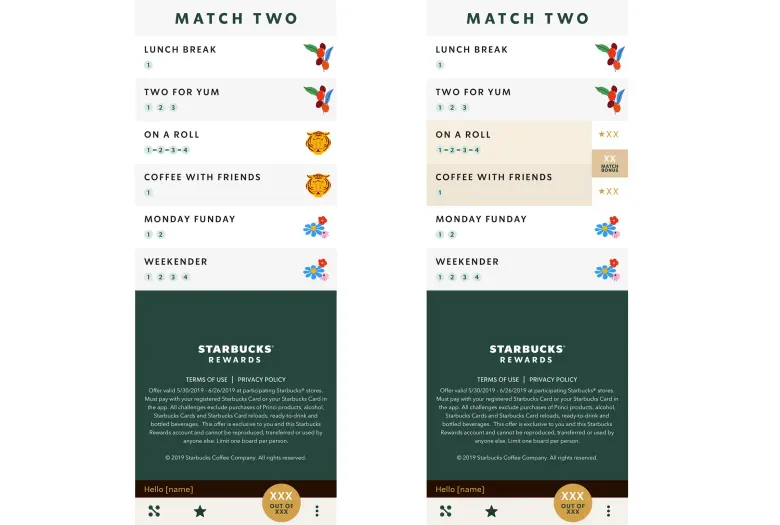 MATCH TWO
LUNCH BREAK
1
TWO FOR YUM
1 2 3
ON A ROLL
1-2-3-4
COFFEE WITH FRIENDS
1
MONDAY FUNDAY
1 2
WEEKENDER
1 2 3 4
STARBUCKS®
REWARDS
TERMS OF USE | PRIVACY POLICY
Offer valid 5/30/2019 - 6/26/2019 at participating Starbucks® stores.
Must pay with your registered Starbucks Card or your Starbucks Card in
the app. All challenges exclude purchases of Princi products, alcohol,
Starbucks Cards and Starbucks Card reloads, ready-to-drink and
bottled beverages. This offer is exclusive to you and this Starbucks
Rewards account and cannot be reproduced, transferred or used by
anyone else. Limit one board per person.
© 2019 Starbucks Coffee Company. All rights reserved.
Hello [name]
XXX
OUT OF
XXX
MATCH TWO
LUNCH BREAK
1
TWO FOR YUM
1 2 3
ON A ROLL
★XX
1-2-3-4
XX
MATCH
BONUS
COFFEE WITH FRIENDS
1
★XX
MONDAY FUNDAY
1 2
WEEKENDER
1 2 3 4
STARBUCKS®
REWARDS
TERMS OF USE | PRIVACY POLICY
Offer valid 5/30/2019 - 6/26/2019 at participating Starbucks® stores.
Must pay with your registered Starbucks Card or your Starbucks Card in
the app. All challenges exclude purchases of Princi products, alcohol,
Starbucks Cards and Starbucks Card reloads, ready-to-drink and
bottled beverages. This offer is exclusive to you and this Starbucks
Rewards account and cannot be reproduced, transferred or used by
anyone else. Limit one board per person.
© 2019 Starbucks Coffee Company. All rights reserved.
Hello [name]
XXX
OUT OF
XXX